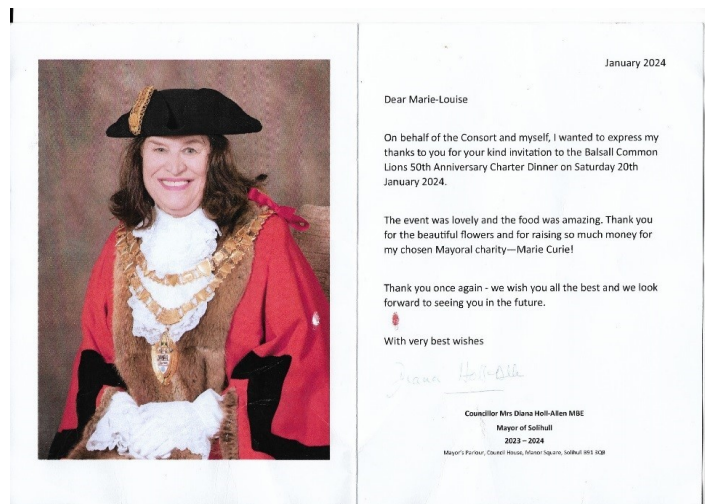 January 2024
Dear Marie-Louise
On behalf of the Consort and myself, I wanted to express my
thanks to you for your kind invitation to the Balsall Common
Lions 50th Anniversary Charter Dinner on Saturday 20th
January 2024.
The event was lovely and the food was amazing. Thank you
for the beautiful flowers and for raising so much money for
my chosen Mayoral charity—Marie Curie!
Thank you once again - we wish you all the best and we look
forward to seeing you in the future.
With very best wishes
Diana Holl-Allen
Councillor Mrs Diana Holl-Allen MBE
Mayor of Solihull
2023 – 2024
Mayor's Parlour, Council House, Manor Square, Solihull B91 3QB